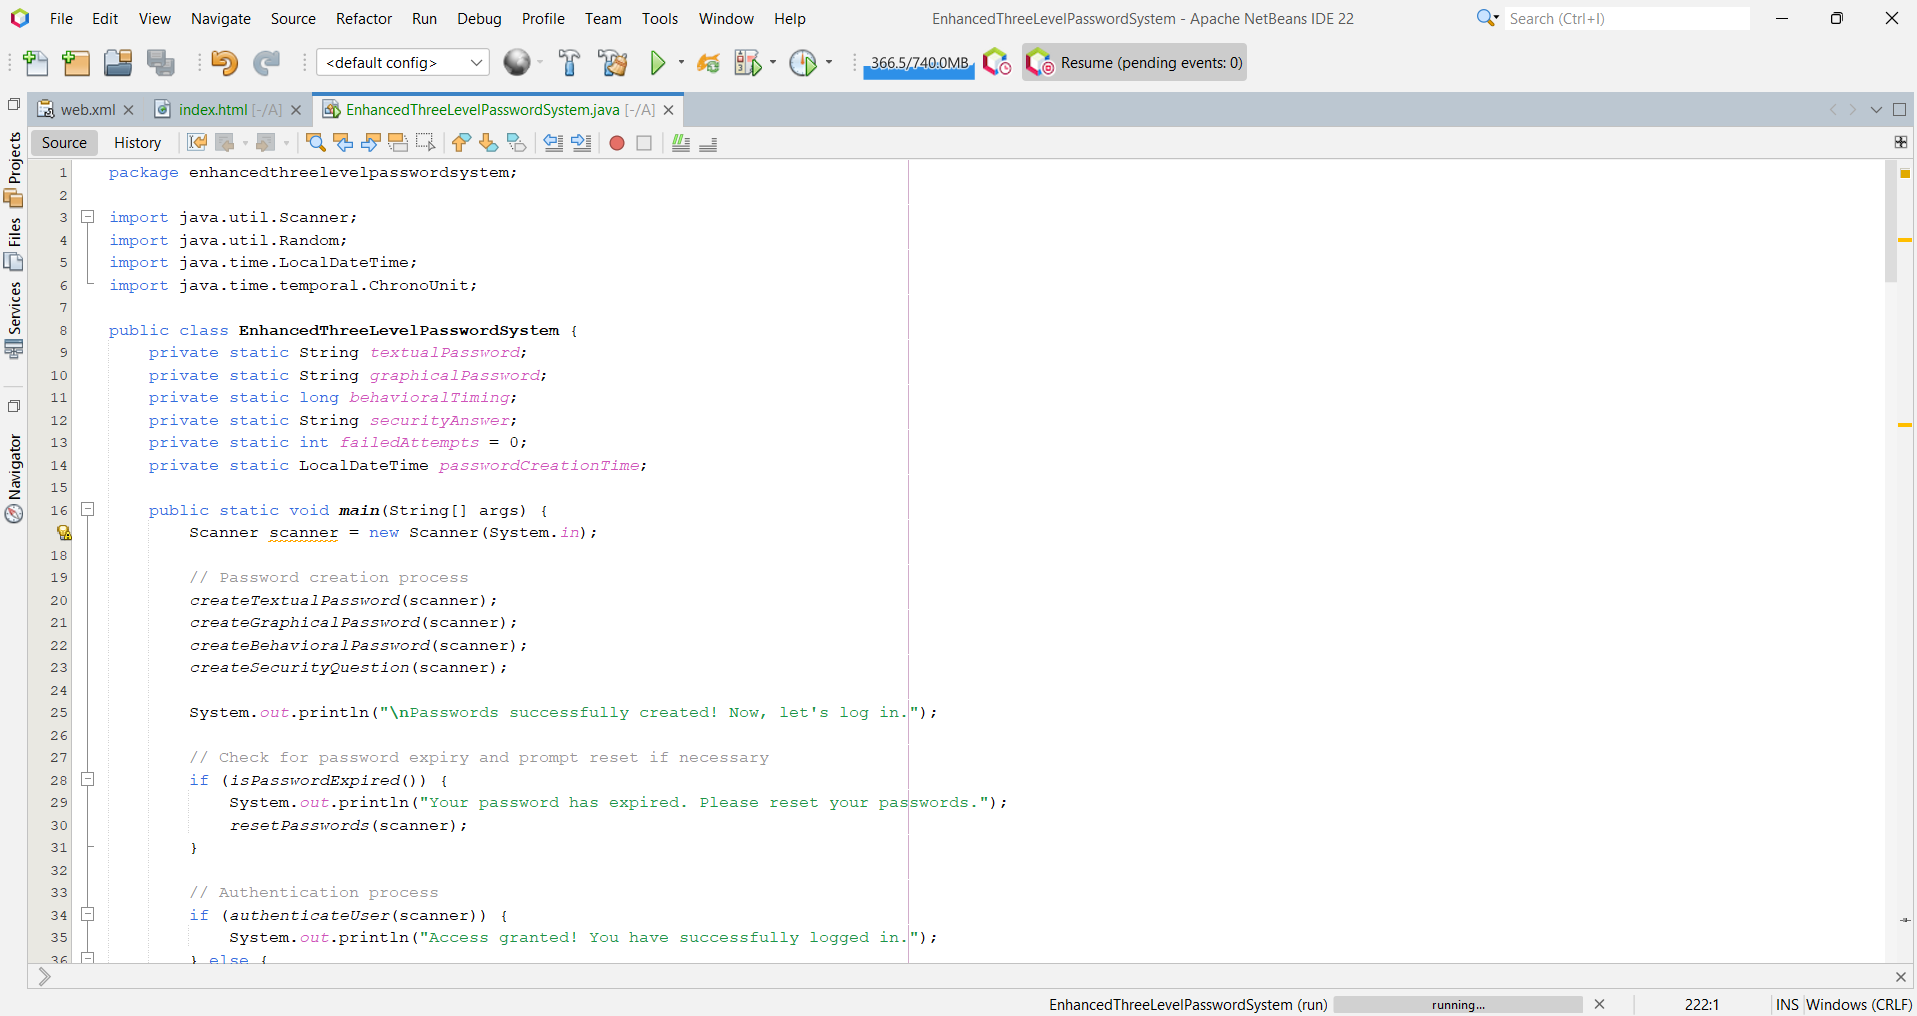 File Edit View Navigate Source Refactor Run Debug Profile Team Tools Window Help
EnhancedThreeLevelPasswordSystem - Apache NetBeans IDE 22
Search (Ctrl+I)
<default config>
366.5/740.0MB
Resume (pending events: 0)
web.xml
index.html [-/A]
EnhancedThreeLevelPasswordSystem.java [-/A]
Source History
Projects
Files
Services
Navigator
1 package enhancedthreelevelpasswordsystem;
2
3 import java.util.Scanner;
4 import java.util.Random;
5 import java.time.LocalDateTime;
6 import java.time.temporal.ChronoUnit;
7
8 public class EnhancedThreeLevelPasswordSystem {
9 private static String textualPassword;
10 private static String graphicalPassword;
11 private static long behavioralTiming;
12 private static String securityAnswer;
13 private static int failedAttempts = 0;
14 private static LocalDateTime passwordCreationTime;
15
16 public static void main(String[] args) {
Scanner scanner = new Scanner(System.in);
18
19 // Password creation process
20 createTextualPassword(scanner);
21 createGraphicalPassword(scanner);
22 createBehavioralPassword(scanner);
23 createSecurityQuestion(scanner);
24
25 System.out.println("\nPasswords successfully created! Now, let's log in.");
26
27 // Check for password expiry and prompt reset if necessary
28 if (isPasswordExpired()) {
29 System.out.println("Your password has expired. Please reset your passwords.");
30 resetPasswords(scanner);
31 }
32
33 // Authentication process
34 if (authenticateUser(scanner)) {
35 System.out.println("Access granted! You have successfully logged in.");
36 } else {
EnhancedThreeLevelPasswordSystem (run)
running...
222:1
INS
Windows (CRLF)